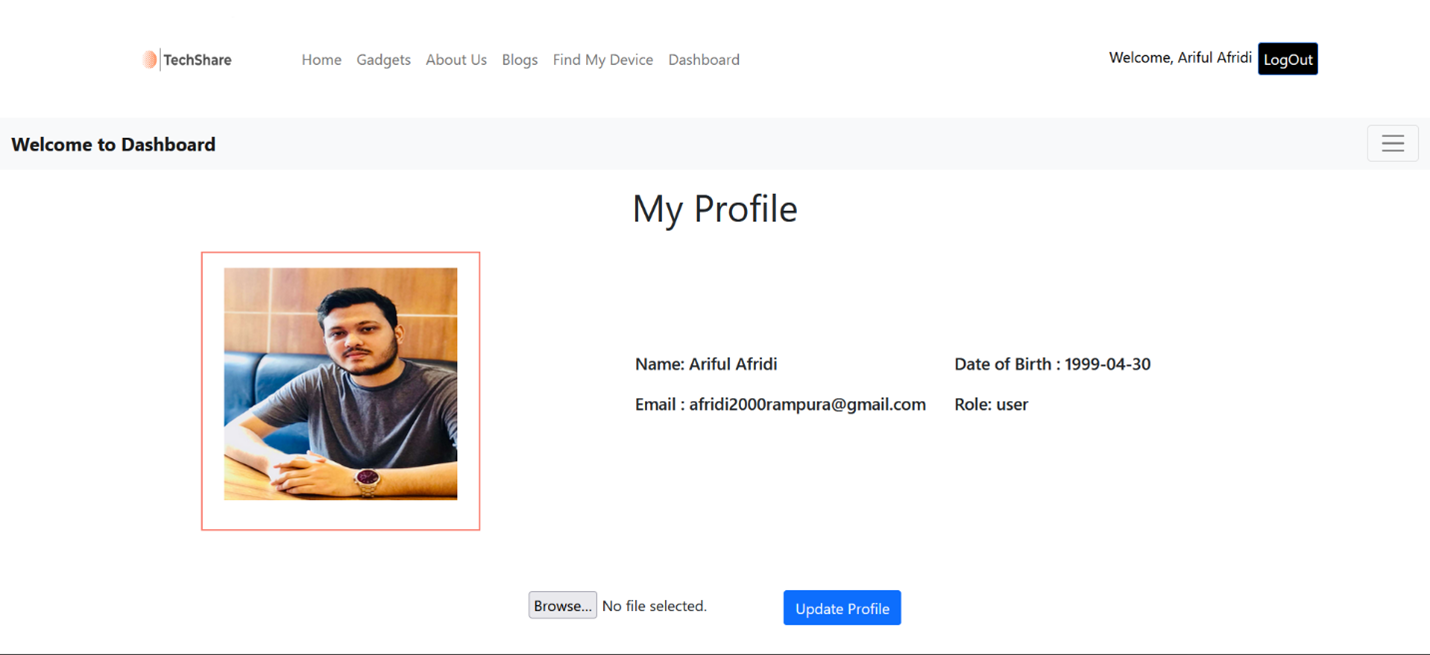 TechShare Home Gadgets About Us Blogs Find My Device Dashboard Welcome, Ariful Afridi LogOut
Welcome to Dashboard
My Profile
Name: Ariful Afridi Date of Birth : 1999-04-30
Email : afridi2000rampura@gmail.com Role: user
Browse... No file selected. Update Profile